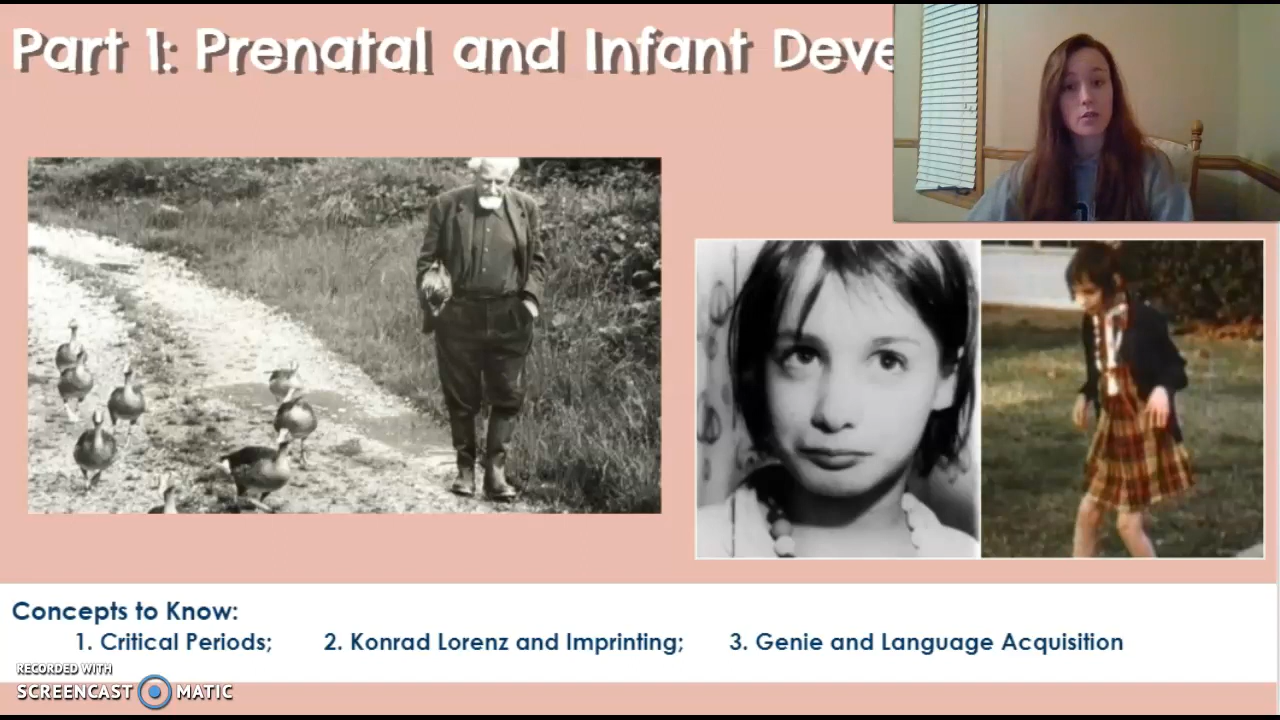 Part 1: Prenatal and Infant Deve
Concepts to Know:
1. Critical Periods; 2. Konrad Lorenz and Imprinting; 3. Genie and Language Acquisition
RECORDED WITH
SCREENCAST MATIC